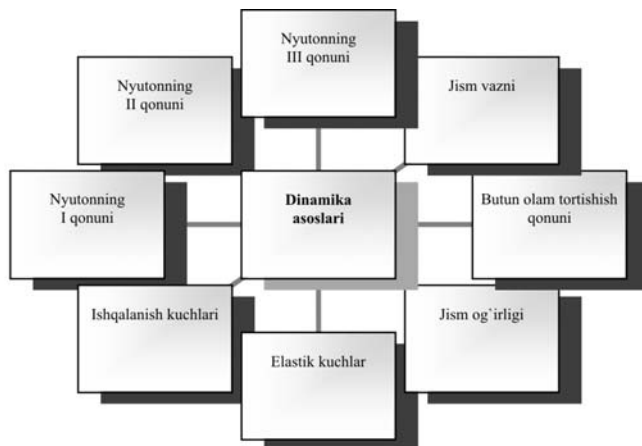 Nyutonning
III qonuni
Nyutonning
II qonuni
Jism vazni
Nyutonning
I qonuni
Dinamika
asoslari
Butun olam tortishish
qonuni
Ishqalanish kuchlari
Elastik kuchlar
Jism og`irligi